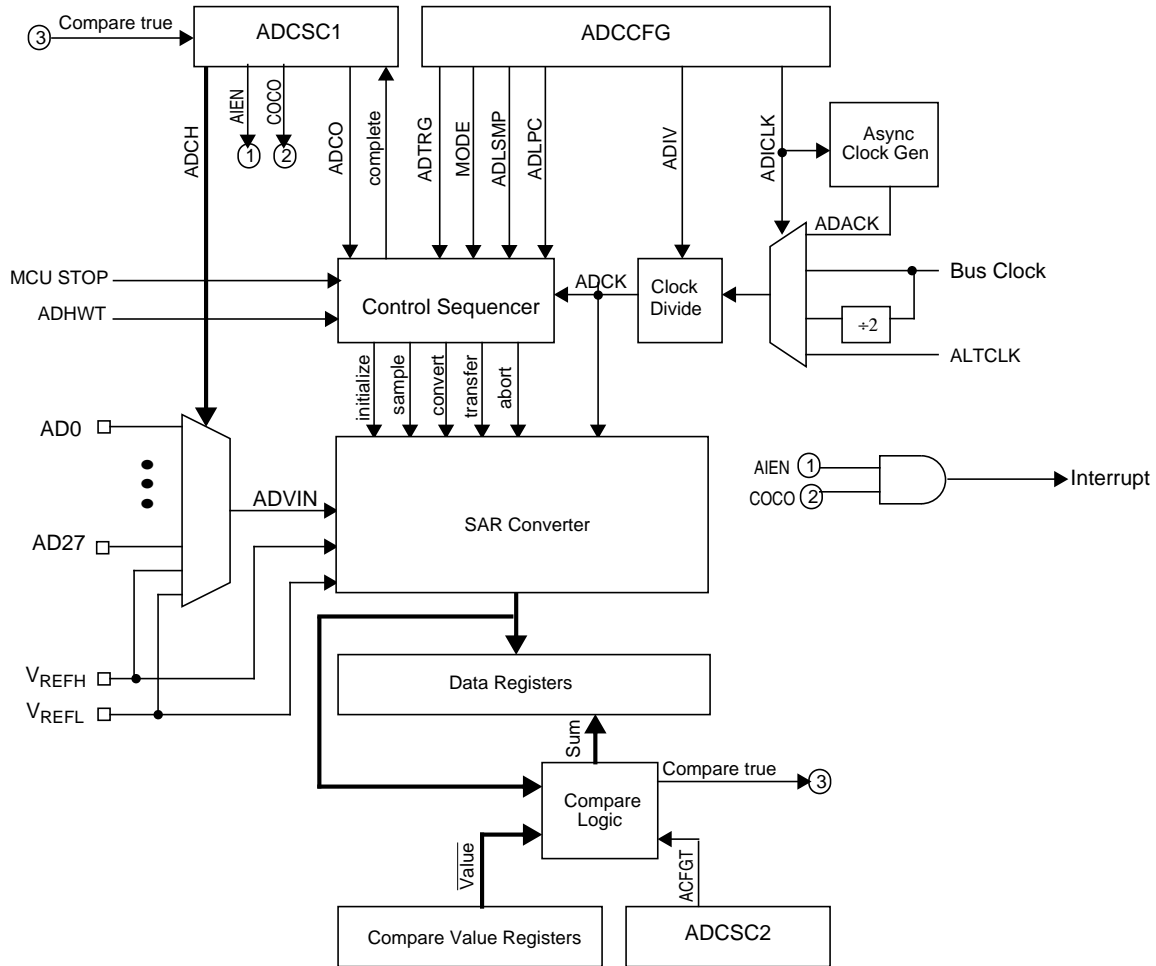 3
Compare true
ADCSC1
ADCCFG
ADCH
AIEN
COCO
1
2
ADCO
complete
ADTRG
MODE
ADLSMP
ADLPC
ADIV
ADICLK
Async
Clock Gen
ADACK
MCU STOP
ADHWT
Control Sequencer
ADCK
Clock
Divide
Bus Clock
÷2
ALTCLK
initialize
sample
convert
transfer
abort
AD0
AD27
ADVIN
SAR Converter
AIEN 1
COCO 2
Interrupt
VREFH
VREFL
Data Registers
Sum
Compare true
3
Compare
Logic
Value
ACFGT
Compare Value Registers
ADCSC2